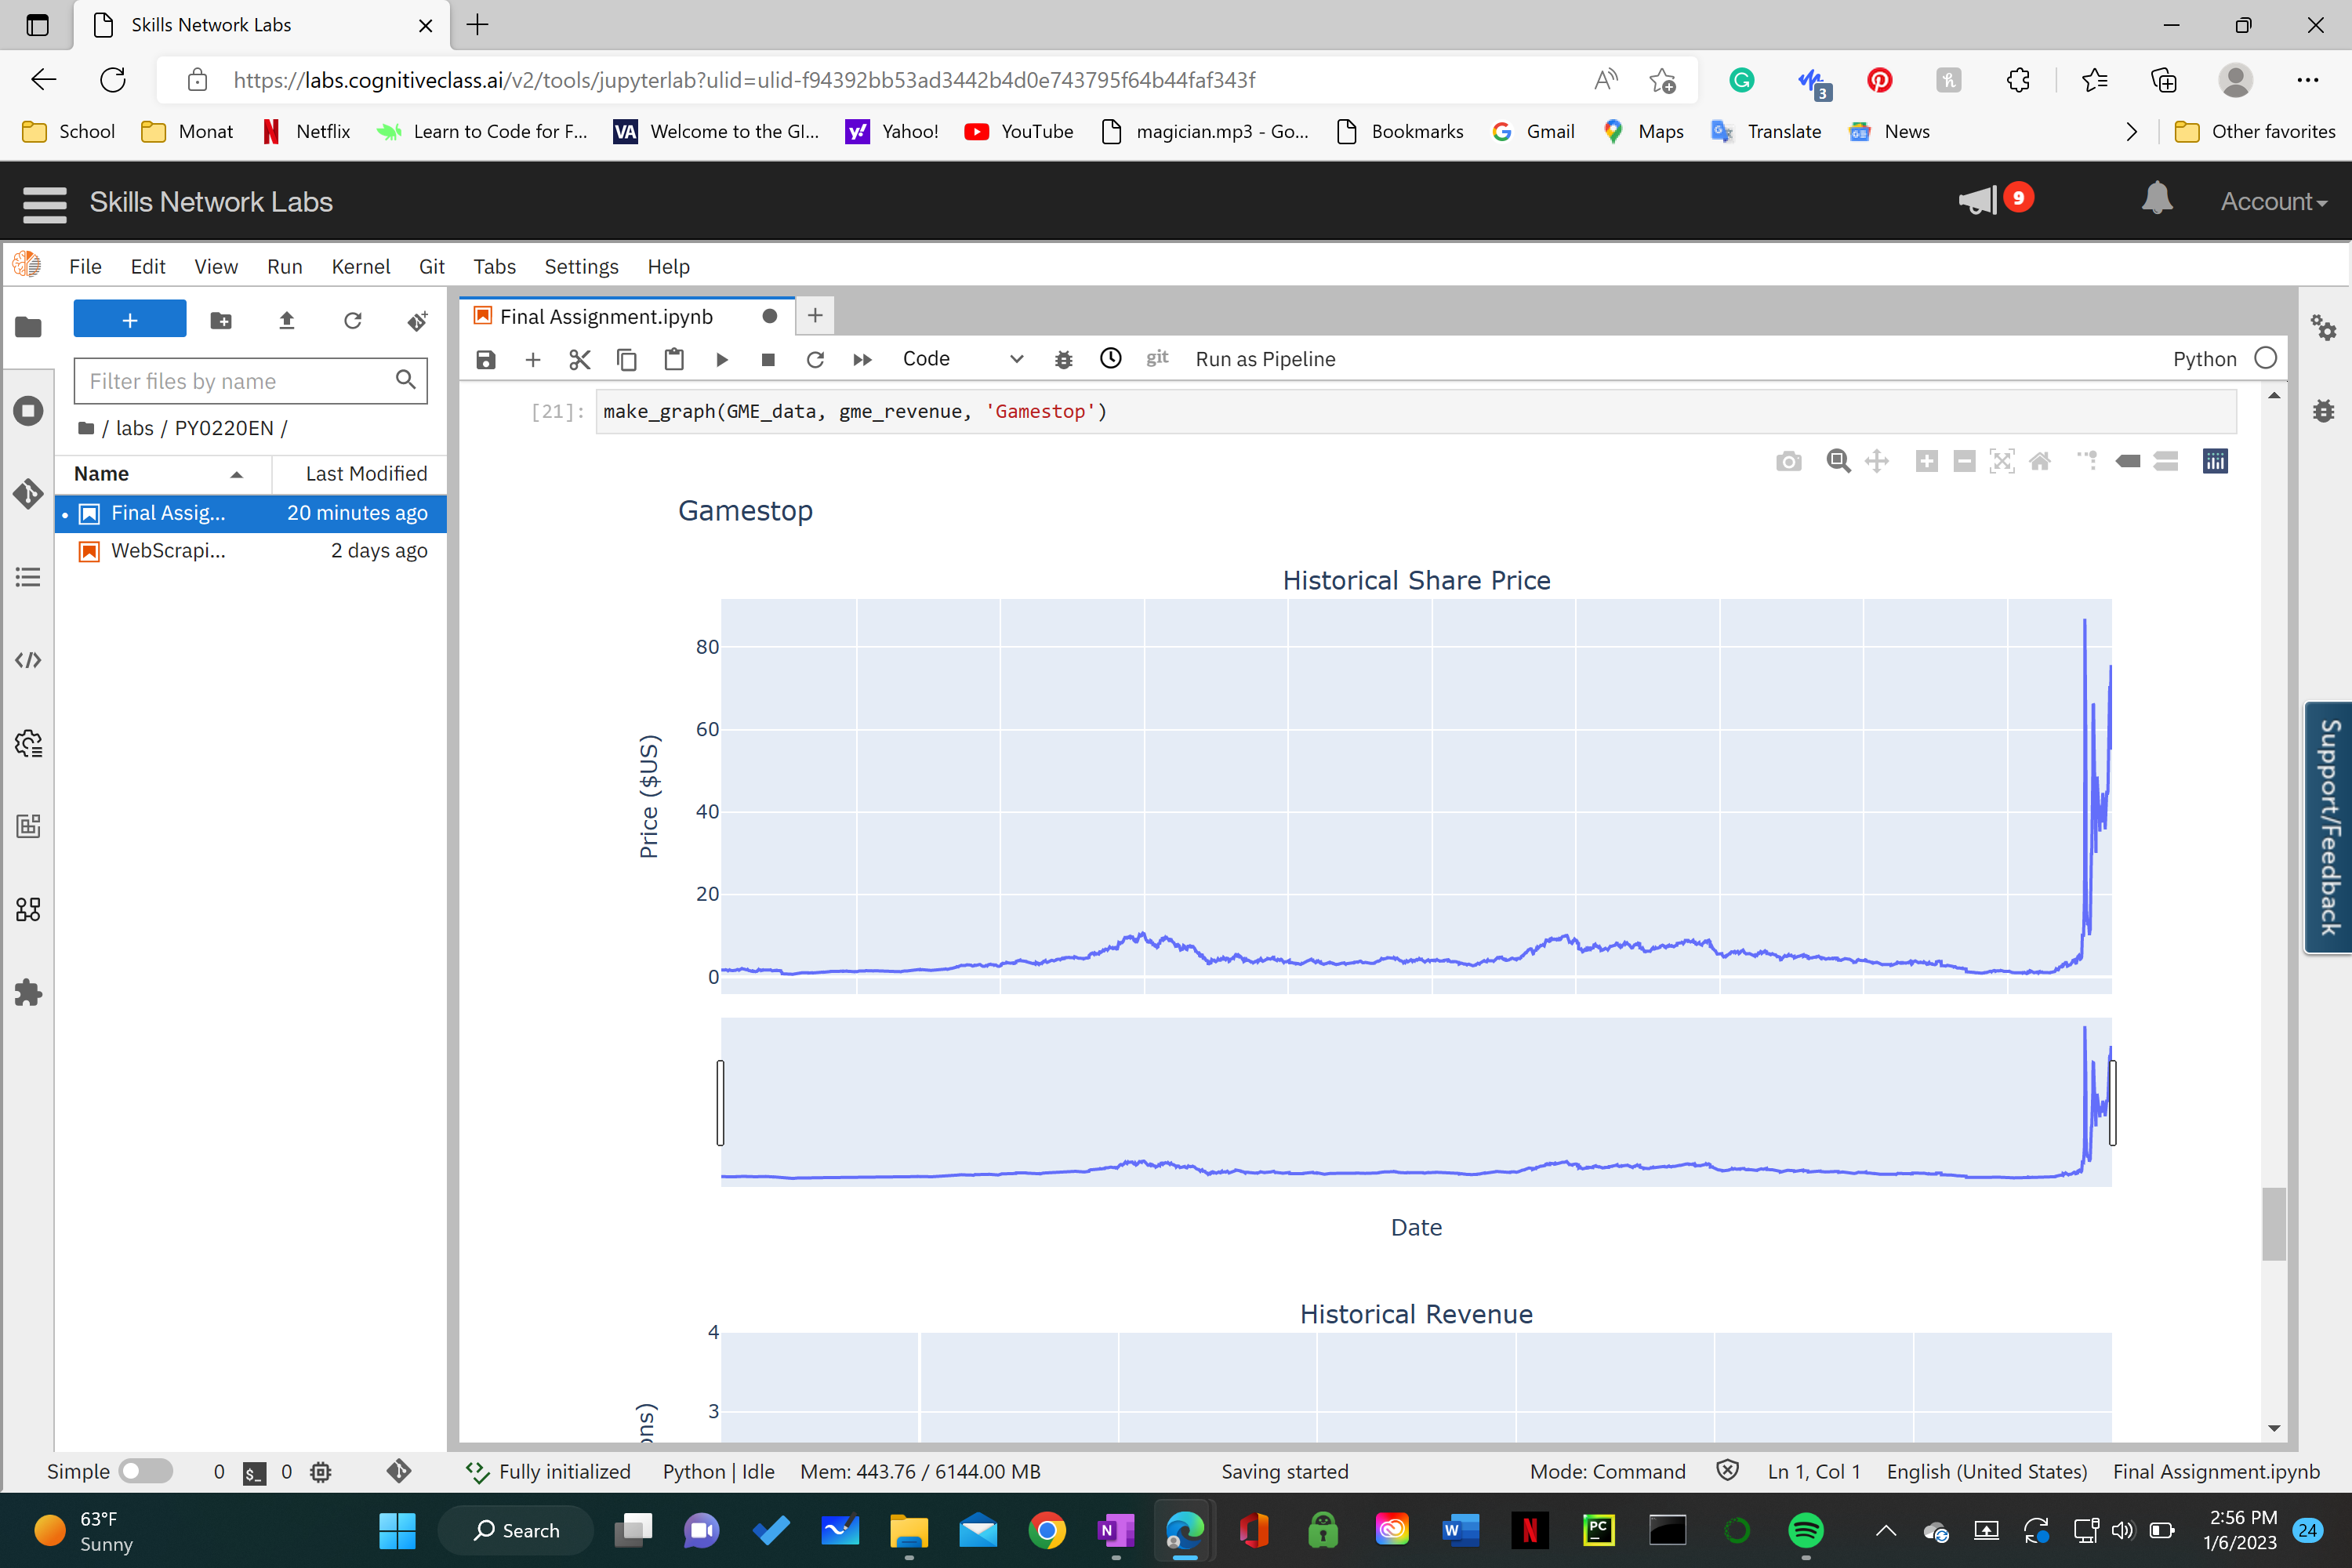 Skills Network Labs
https://labs.cognitiveclass.ai/v2/tools/jupyterlab?ulid=ulid-f94392bb53ad3442b4d0e743795f64b44faf343f
3
School Monat Netflix Learn to Code for F... VA Welcome to the Gl... Yahoo! YouTube magician.mp3 - Go... Bookmarks Gmail Maps Translate News Other favorites
Skills Network Labs 9 Account
File Edit View Run Kernel Git Tabs Settings Help
Final Assignment.ipynb
Code git Run as Pipeline Python
Filter files by name
/ labs / PY0220EN /
Name Last Modified
Final Assig... 20 minutes ago
WebScrapi... 2 days ago
[21]: make_graph(GME_data, gme_revenue, 'Gamestop')
Gamestop
Historical Share Price
80
60
40
20
0
Price ($US)
Date
Historical Revenue
4
3
ons)
Support/Feedback
Simple 0 $_ 0 Fully initialized Python | Idle Mem: 443.76 / 6144.00 MB Saving started Mode: Command Ln 1, Col 1 English (United States) Final Assignment.ipynb
63°F
Sunny
Search
2:56 PM
1/6/2023
24